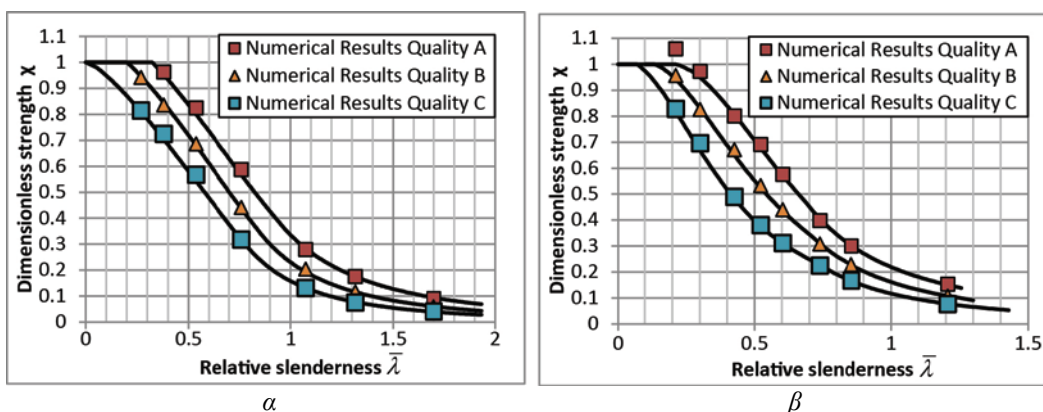 Dimensionless strength χ
1.1
1
0.9
0.8
0.7
0.6
0.5
0.4
0.3
0.2
0.1
0
Numerical Results Quality A
Numerical Results Quality B
Numerical Results Quality C
0 0.5 1 1.5 2
Relative slenderness λ̅
α
Dimensionless strength χ
1.1
1
0.9
0.8
0.7
0.6
0.5
0.4
0.3
0.2
0.1
0
Numerical Results Quality A
Numerical Results Quality B
Numerical Results Quality C
0 0.5 1 1.5
Relative slenderness λ̅
β